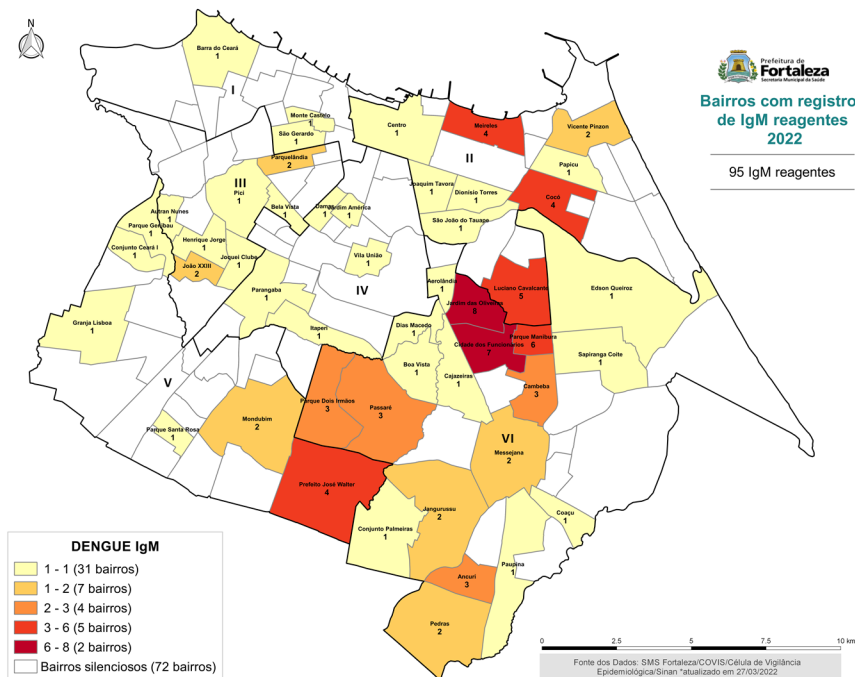 N
Prefeitura de
Fortaleza
Secretaria Municipal da Saúde
Bairros com registro
de IgM reagentes
2022
95 IgM reagentes
Barra do Ceará
1
I
Monte Castelo
1
São Gerardo
1
Parquelândia
2
Centro
1
Meireles
4
II
Vicente Pinzon
2
Papicu
1
Cocó
4
Joaquim Tavora
1
Dionísio Torres
1
São João do Tauape
1
III
Pici
1
Bela Vista
1
Damas
1
Jardim América
1
Autran Nunes
1
Parque Genibau
1
Conjunto Ceará I
1
Henrique Jorge
1
João XXIII
2
Joquei Clube
1
Vila União
1
IV
Parangaba
1
Itaperi
1
Aerolândia
1
Jardim das Oliveiras
8
Luciano Cavalcante
5
Edson Queiroz
1
Granja Lisboa
1
Dias Macedo
1
Boa Vista
1
Cajazeiras
1
Cidade dos Funcionários
7
Parque Manibura
6
Cambeba
3
Sapiranga Coite
1
V
Parque Santa Rosa
1
Mondubim
2
Parque Dois Irmãos
3
Passaré
3
VI
Messejana
2
Prefeito José Walter
4
Conjunto Palmeiras
1
Jangurussu
2
Coaçu
1
Paupina
1
Ancuri
3
Pedras
2
DENGUE IgM
1 - 1 (31 bairros)
1 - 2 (7 bairros)
2 - 3 (4 bairros)
3 - 6 (5 bairros)
6 - 8 (2 bairros)
Bairros silenciosos (72 bairros)
0 2.5 5 7.5 10 km
Fonte dos Dados: SMS Fortaleza/COVIS/Célula de Vigilância
Epidemiológica/Sinan *atualizado em 27/03/2022